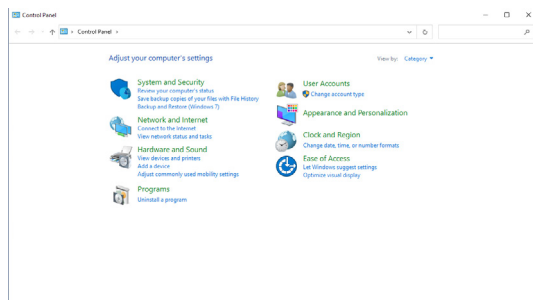 Control Panel
Control Panel
Adjust your computer's settings
View by: Category
System and Security
Review your computer's status
Save backup copies of your files with File History
Backup and Restore (Windows 7)
Network and Internet
Connect to the Internet
View network status and tasks
Hardware and Sound
View devices and printers
Add a device
Adjust commonly used mobility settings
Programs
Uninstall a program
User Accounts
Change account type
Appearance and Personalization
Clock and Region
Change date, time, or number formats
Ease of Access
Let Windows suggest settings
Optimize visual display